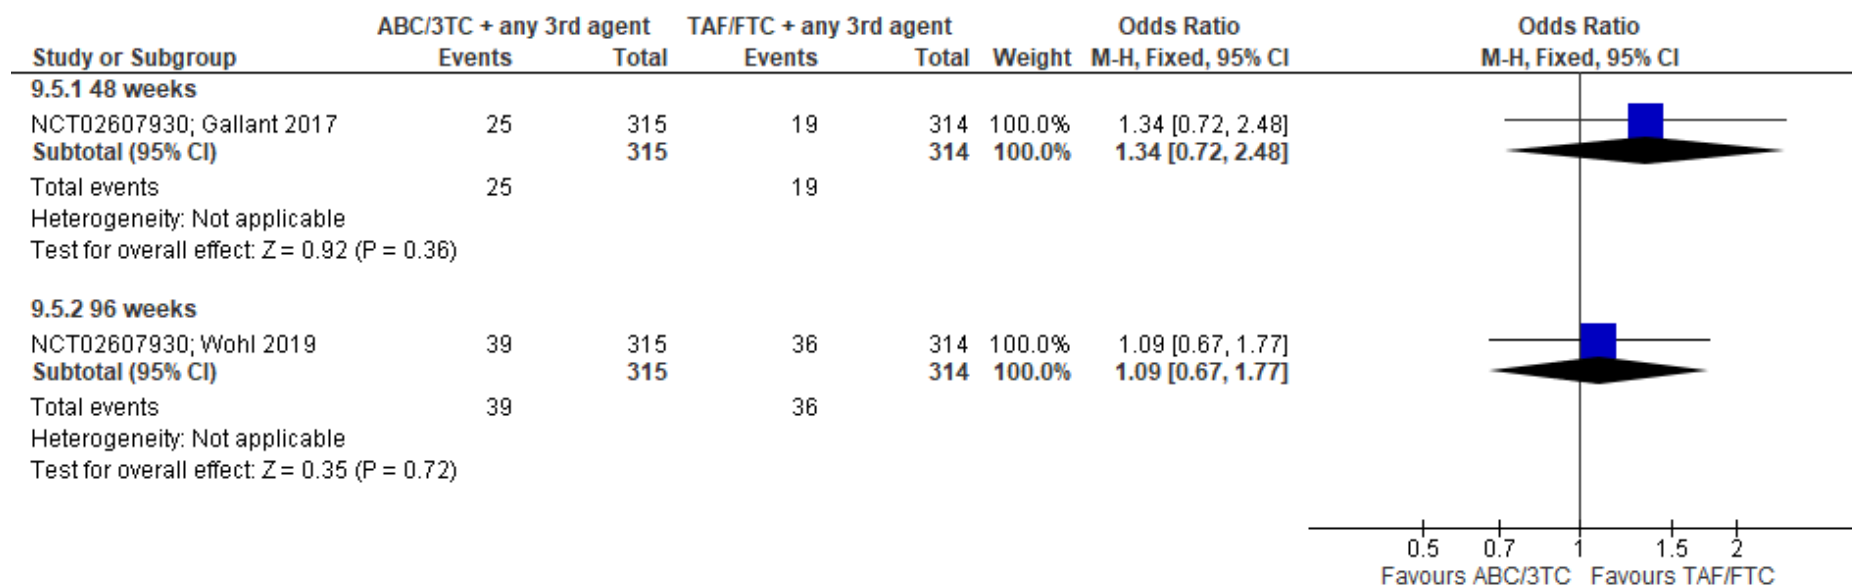 ABC/3TC + any 3rd agent TAF/FTC + any 3rd agent Odds Ratio Odds Ratio
Study or Subgroup Events Total Events Total Weight M-H, Fixed, 95% CI M-H, Fixed, 95% CI
9.5.1 48 weeks
NCT02607930; Gallant 2017 25 315 19 314 100.0% 1.34 [0.72, 2.48]
Subtotal (95% CI) 315 314 100.0% 1.34 [0.72, 2.48]
Total events 25 19
Heterogeneity: Not applicable
Test for overall effect: Z = 0.92 (P = 0.36)
9.5.2 96 weeks
NCT02607930; Wohl 2019 39 315 36 314 100.0% 1.09 [0.67, 1.77]
Subtotal (95% CI) 315 314 100.0% 1.09 [0.67, 1.77]
Total events 39 36
Heterogeneity: Not applicable
Test for overall effect: Z = 0.35 (P = 0.72)
0.5 0.7 1 1.5 2
Favours ABC/3TC Favours TAF/FTC